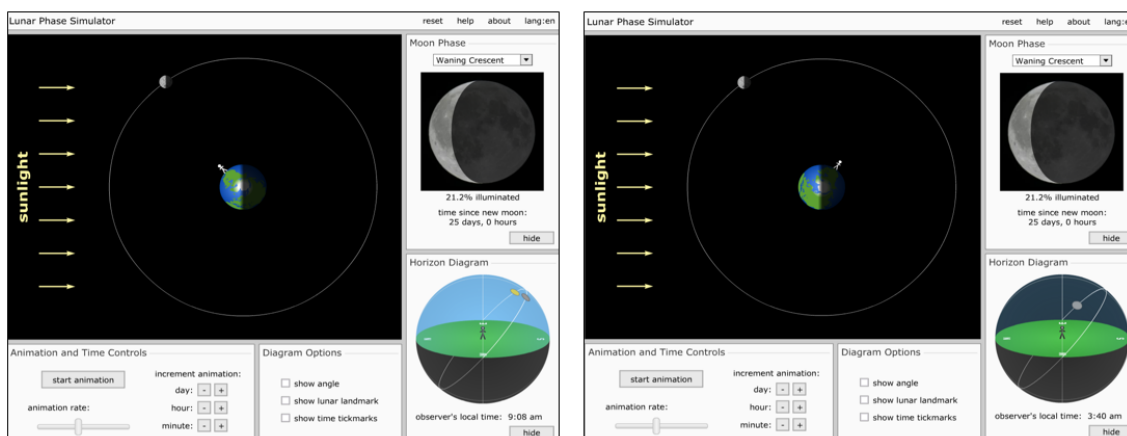 Lunar Phase Simulator
reset help about lang:en
Moon Phase
Waning Crescent
21.2% illuminated
time since new moon:
25 days, 0 hours
hide
sunlight
Horizon Diagram
observer's local time: 9:08 am
hide
Animation and Time Controls
start animation
animation rate:
increment animation:
day: - +
hour: - +
minute: - +
Diagram Options
show angle
show lunar landmark
show time tickmarks
Lunar Phase Simulator
reset help about lang:e
Moon Phase
Waning Crescent
21.2% illuminated
time since new moon:
25 days, 0 hours
hide
sunlight
Horizon Diagram
observer's local time: 3:40 am
hide
Animation and Time Controls
start animation
animation rate:
increment animation:
day: - +
hour: - +
minute: - +
Diagram Options
show angle
show lunar landmark
show time tickmarks